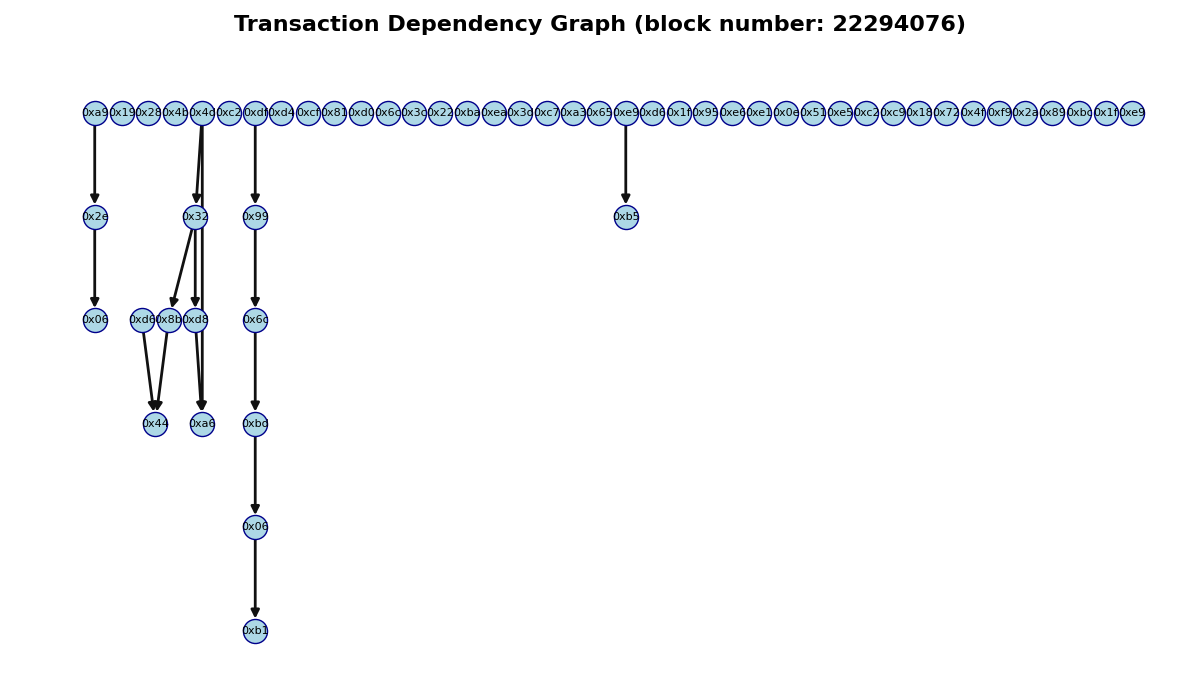 Transaction Dependency Graph (block number: 22294076)
0xa9 0x19 0x28 0x4b 0x4d 0xc2 0xdf 0xd4 0xcf 0x81 0xd0 0x6c 0x3c 0x22 0xba 0xea 0x3d 0xc7 0xa3 0x65 0xe9 0xd6 0x1f 0x95 0xe6 0xe1 0x0e 0x51 0xe5 0xc2 0xc9 0x18 0x72 0x4f 0xf9 0x2a 0x89 0xbc 0x1f 0xe9
0x2e 0x32 0x99 0xb5
0x06 0xd6 0x8b 0xd8 0x6c
0x44 0xa6 0xbd
0x06
0xb1